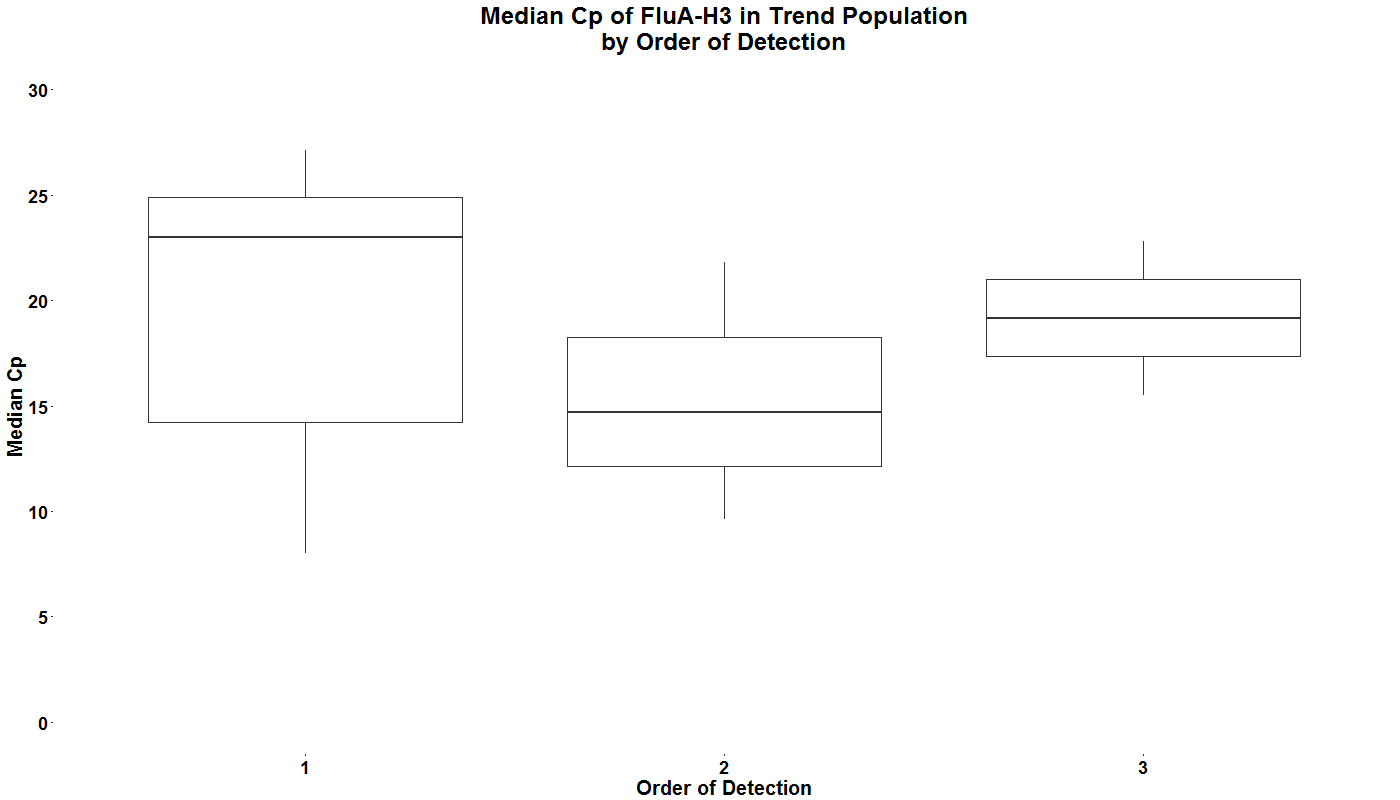 Median Cp of FluA-H3 in Trend Population
by Order of Detection
30
25
20
15
10
5
0
Median Cp
1
2
3
Order of Detection